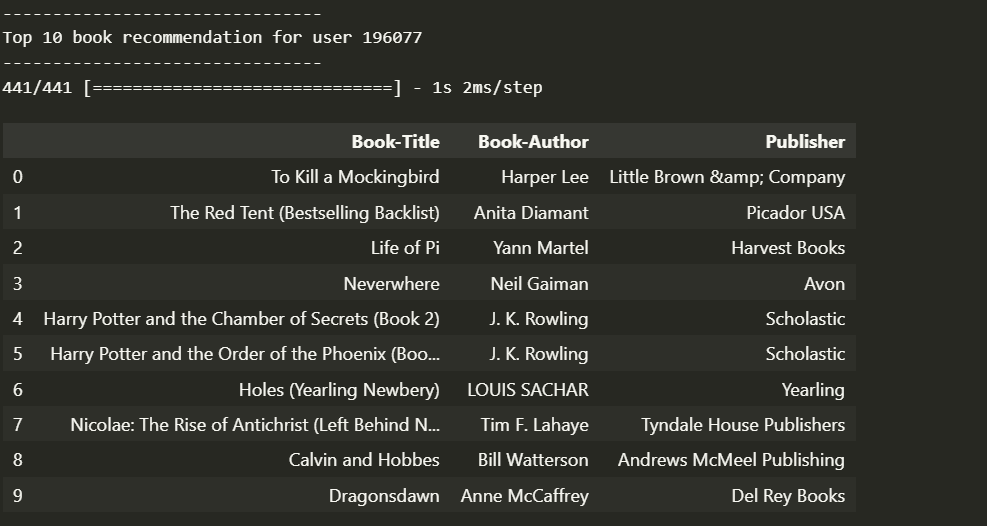 --------------------------------
Top 10 book recommendation for user 196077
--------------------------------
441/441 [==============================] - 1s 2ms/step
Book-Title Book-Author Publisher
0 To Kill a Mockingbird Harper Lee Little Brown &amp; Company
1 The Red Tent (Bestselling Backlist) Anita Diamant Picador USA
2 Life of Pi Yann Martel Harvest Books
3 Neverwhere Neil Gaiman Avon
4 Harry Potter and the Chamber of Secrets (Book 2) J. K. Rowling Scholastic
5 Harry Potter and the Order of the Phoenix (Boo... J. K. Rowling Scholastic
6 Holes (Yearling Newbery) LOUIS SACHAR Yearling
7 Nicolae: The Rise of Antichrist (Left Behind N... Tim F. Lahaye Tyndale House Publishers
8 Calvin and Hobbes Bill Watterson Andrews McMeel Publishing
9 Dragonsdawn Anne McCaffrey Del Rey Books